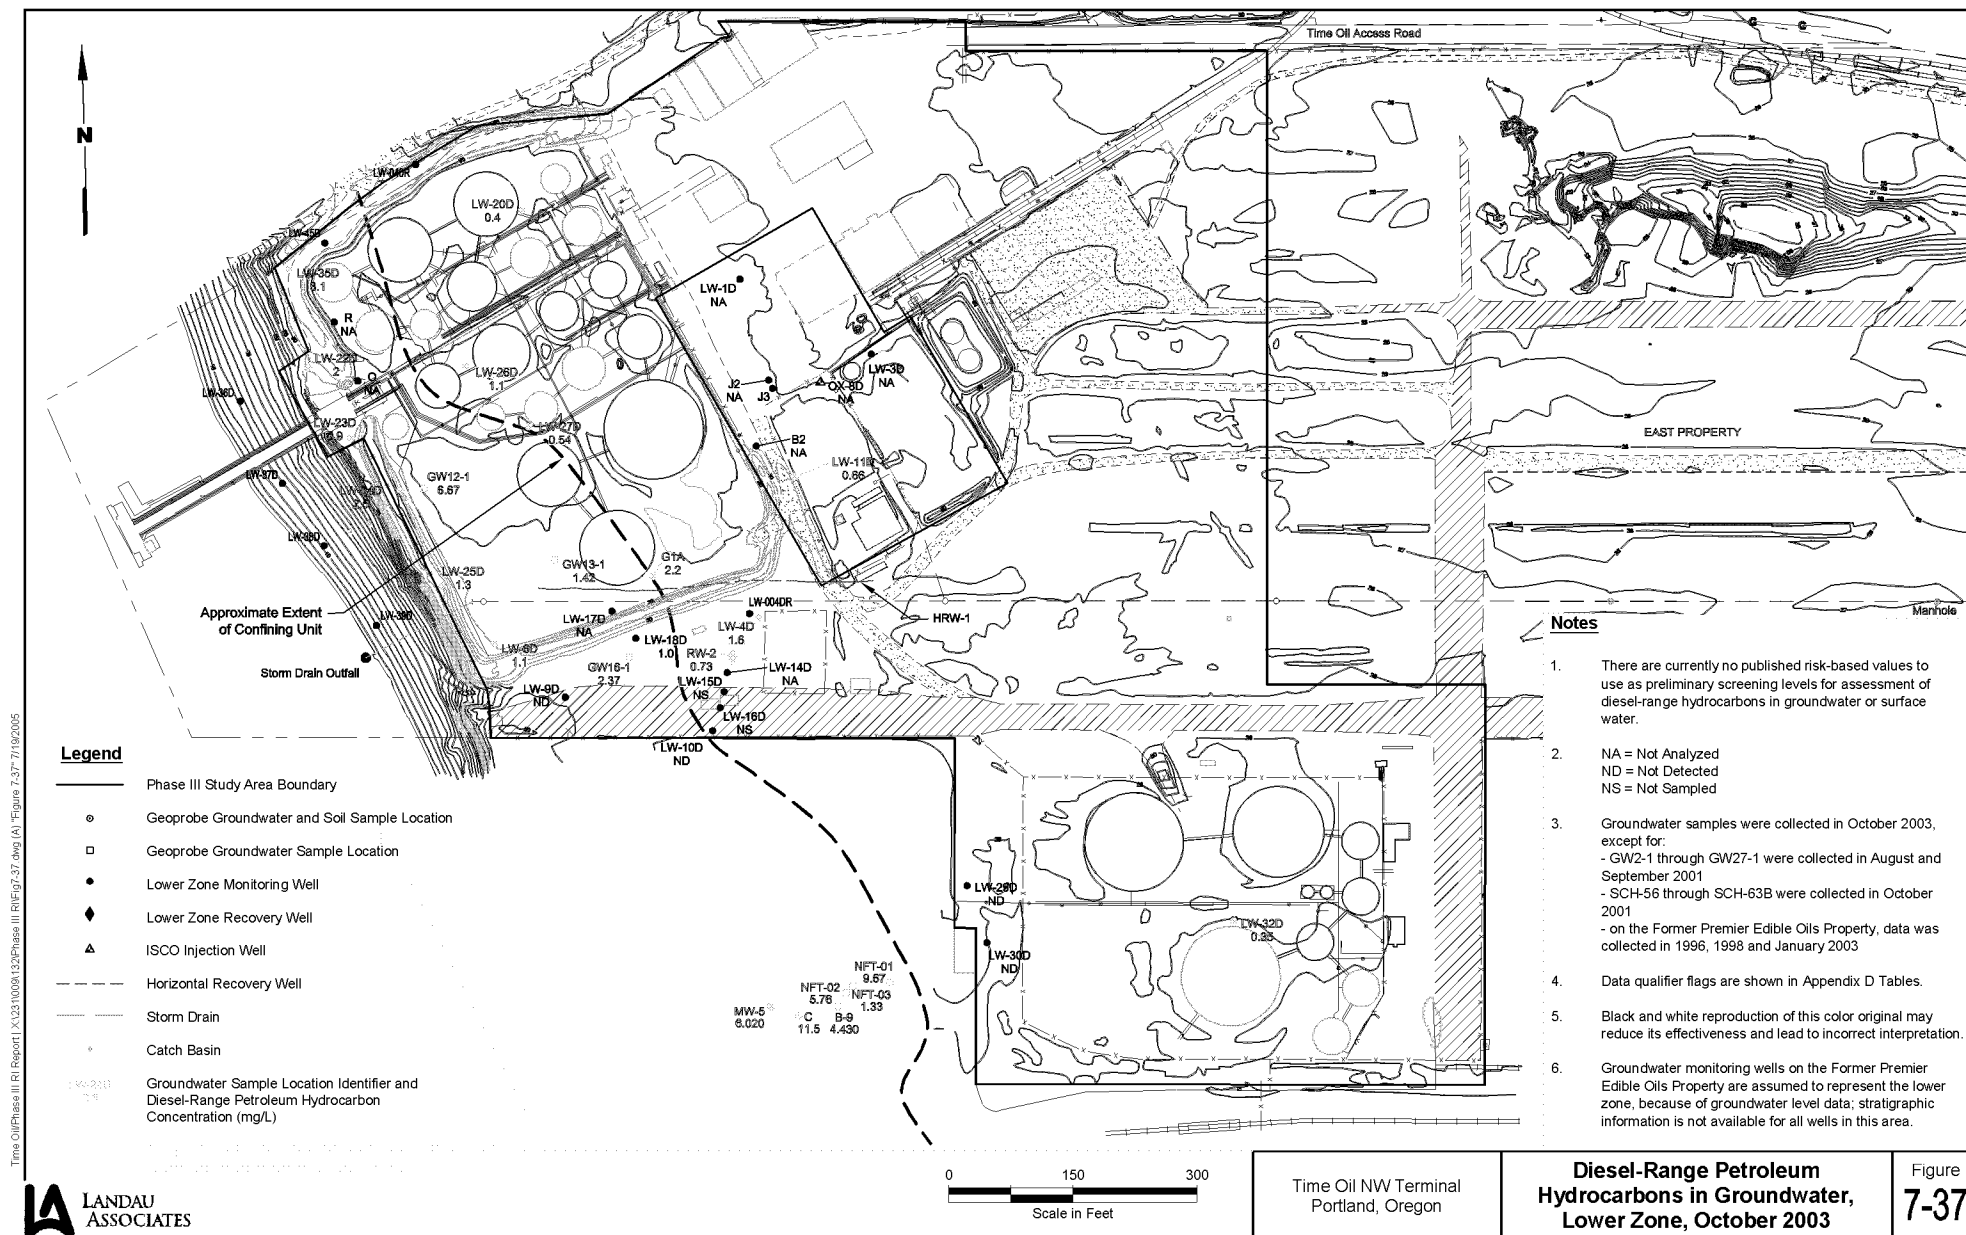 Time Oil Access Road
N
LW-040R
LW-20D
0.4
LW-45D
LW-35D
8.1
R
NA
LW-1D
NA
LW-22D
2
Q
NA
LW-26D
1.1
LW-36D
LW-3D
NA
J2
NA
J3
OX-8D
NA
LW-23D
LW-27D
0.54
B2
NA
EAST PROPERTY
LW-37D
GW12-1
6.67
LW-11D
0.66
LW-38D
LW-25D
1.3
GW13-1
1.42
G1A
2.2
Approximate Extent
of Confining Unit
LW-39D
LW-17D
NA
LW-004DR
LW-4D
1.6
HRW-1
Manhole
LW-18D
1.0
Storm Drain Outfall
LW-6D
1.1
GW16-1
2.37
RW-2
0.73
LW-14D
NA
LW-15D
NS
LW-9D
ND
LW-16D
NS
LW-10D
ND
LW-29D
ND
LW-32D
0.35
LW-30D
ND
NFT-01
9.57
NFT-02
5.76
NFT-03
1.33
MW-5
6.020
C
11.5
B-9
4.430
Notes
1. There are currently no published risk-based values to
use as preliminary screening levels for assessment of
diesel-range hydrocarbons in groundwater or surface
water.
2. NA = Not Analyzed
ND = Not Detected
NS = Not Sampled
3. Groundwater samples were collected in October 2003,
except for:
- GW2-1 through GW27-1 were collected in August and
September 2001
- SCH-56 through SCH-63B were collected in October
2001
- on the Former Premier Edible Oils Property, data was
collected in 1996, 1998 and January 2003
4. Data qualifier flags are shown in Appendix D Tables.
5. Black and white reproduction of this color original may
reduce its effectiveness and lead to incorrect interpretation.
6. Groundwater monitoring wells on the Former Premier
Edible Oils Property are assumed to represent the lower
zone, because of groundwater level data; stratigraphic
information is not available for all wells in this area.
Legend
Phase III Study Area Boundary
Geoprobe Groundwater and Soil Sample Location
Geoprobe Groundwater Sample Location
Lower Zone Monitoring Well
Lower Zone Recovery Well
ISCO Injection Well
Horizontal Recovery Well
Storm Drain
Catch Basin
Groundwater Sample Location Identifier and
Diesel-Range Petroleum Hydrocarbon
Concentration (mg/L)
0 150 300
Scale in Feet
LA
LANDAU
ASSOCIATES
Time Oil NW Terminal
Portland, Oregon
Diesel-Range Petroleum
Hydrocarbons in Groundwater,
Lower Zone, October 2003
Figure
7-37